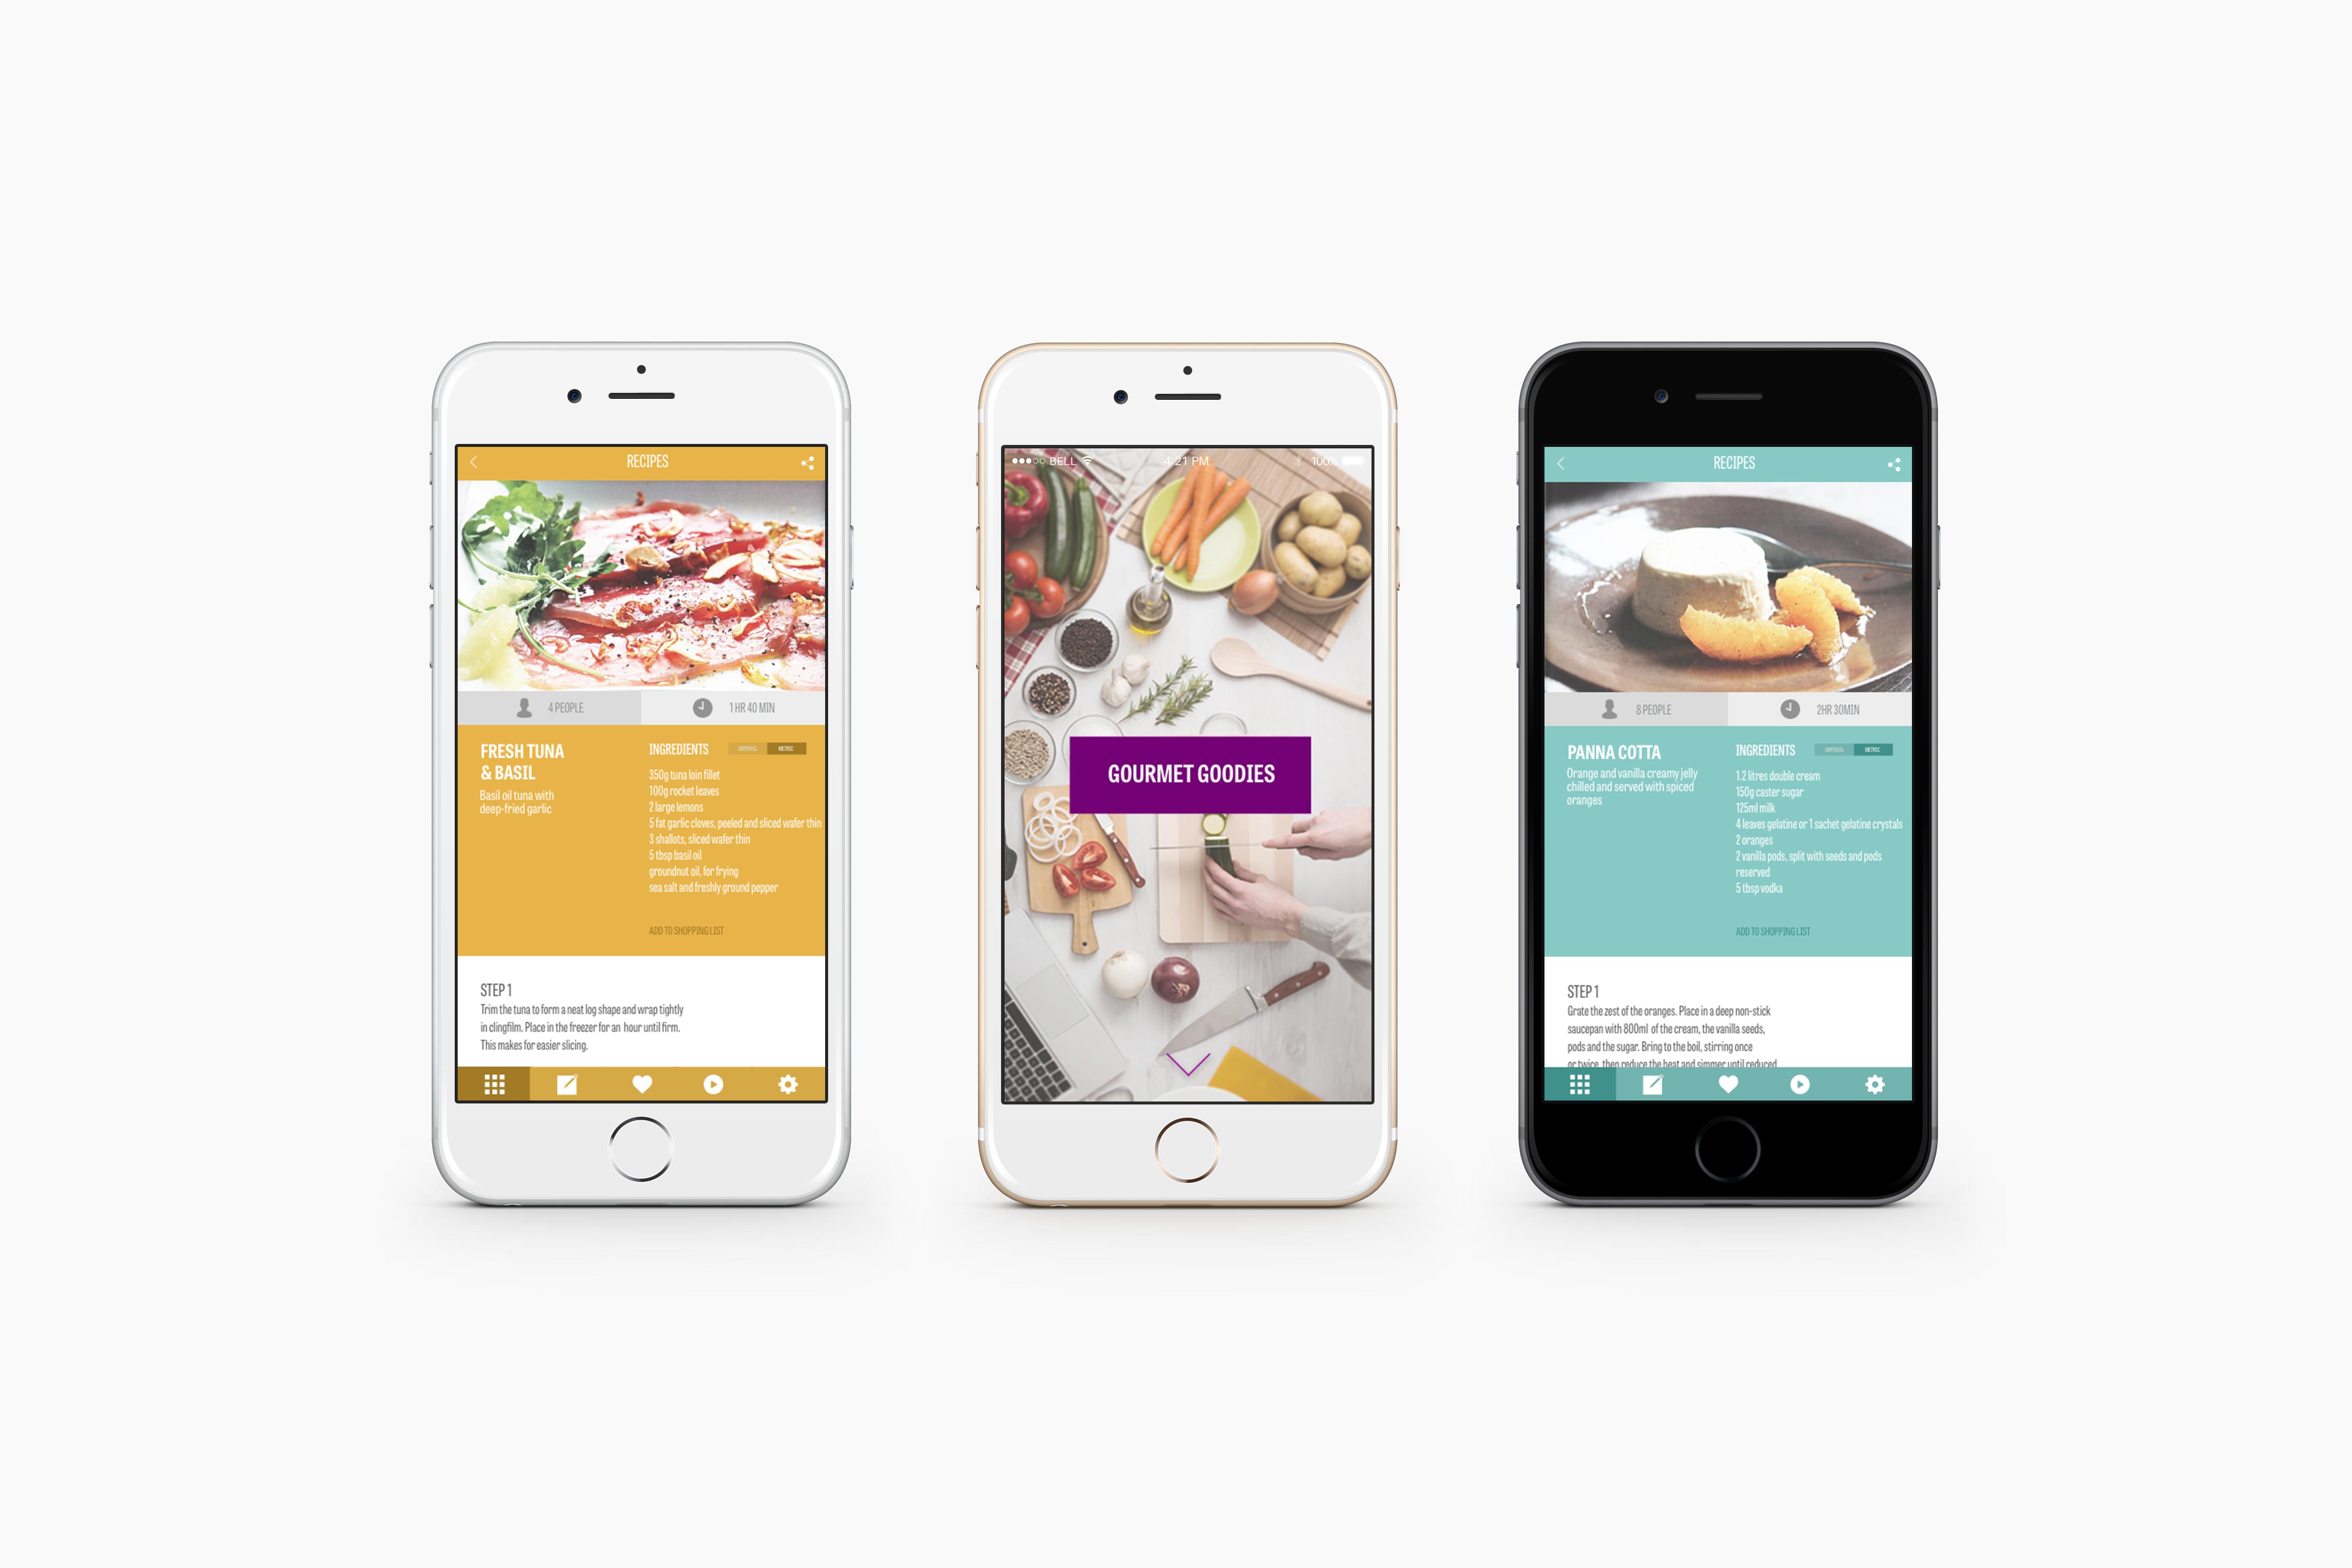 RECIPES
4 PEOPLE
1 HR 40 MIN
FRESH TUNA
& BASIL
Basil oil tuna with
deep-fried garlic
INGREDIENTS
IMPERIAL
METRIC
350g tuna loin fillet
100g rocket leaves
2 large lemons
5 fat garlic cloves, peeled and sliced wafer thin
3 shallots, sliced wafer thin
5 tbsp basil oil
groundnut oil, for frying
sea salt and freshly ground pepper
ADD TO SHOPPING LIST
STEP 1
Trim the tuna to form a neat log shape and wrap tightly
in clingfilm. Place in the freezer for an hour until firm.
This makes for easier slicing.
BELL
4:21 PM
100%
GOURMET GOODIES
RECIPES
8 PEOPLE
2HR 30MIN
PANNA COTTA
Orange and vanilla creamy jelly
chilled and served with spiced
oranges
INGREDIENTS
IMPERIAL
METRIC
1.2 litres double cream
150g caster sugar
125ml milk
4 leaves gelatine or 1 sachet gelatine crystals
2 oranges
2 vanilla pods, split with seeds and pods
reserved
5 tbsp vodka
ADD TO SHOPPING LIST
STEP 1
Grate the zest of the oranges. Place in a deep non-stick
saucepan with 800ml of the cream, the vanilla seeds,
pods and the sugar. Bring to the boil, stirring once
or twice, then reduce the heat and simmer until reduced